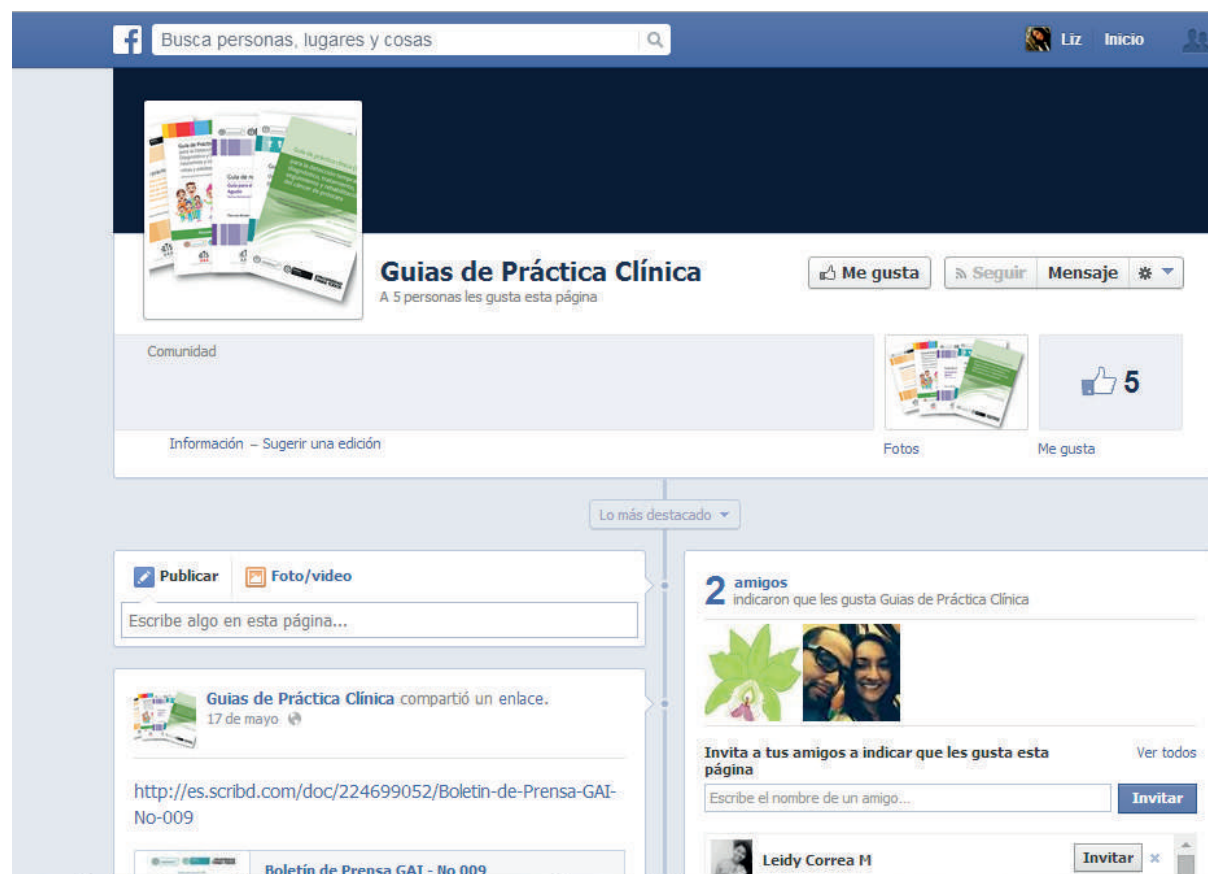 Busca personas, lugares y cosas
Liz Inicio
Guias de Práctica Clínica
A 5 personas les gusta esta página
Me gusta
Seguir
Mensaje
Comunidad
5
Información – Sugerir una edición
Fotos
Me gusta
Lo más destacado
Publicar
Foto/video
Escribe algo en esta página...
Guias de Práctica Clínica compartió un enlace.
17 de mayo
http://es.scribd.com/doc/224699052/Boletin-de-Prensa-GAI-
No-009
Boletín de Prensa GAI - No 009
2 amigos
indicaron que les gusta Guias de Práctica Clínica
Invita a tus amigos a indicar que les gusta esta
página
Ver todos
Escribe el nombre de un amigo...
Invitar
Leidy Correa M
Invitar